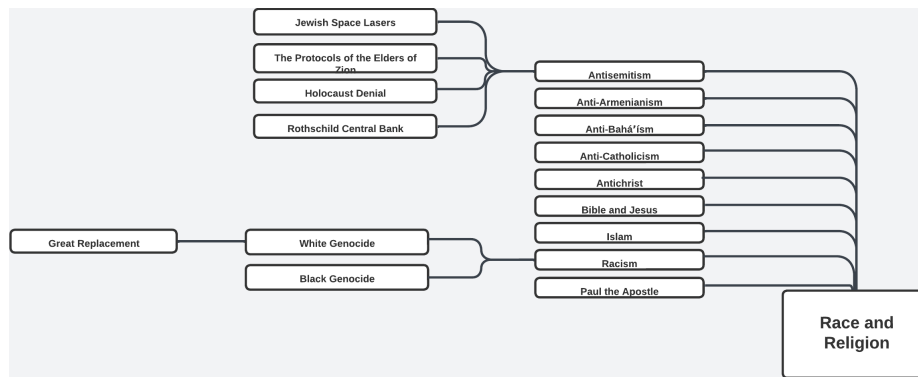 Jewish Space Lasers
The Protocols of the Elders of
Zion
Holocaust Denial
Rothschild Central Bank
Antisemitism
Anti-Armenianism
Anti-Baháʼísm
Anti-Catholicism
Antichrist
Bible and Jesus
Islam
Racism
Paul the Apostle
Great Replacement
White Genocide
Black Genocide
Race and
Religion